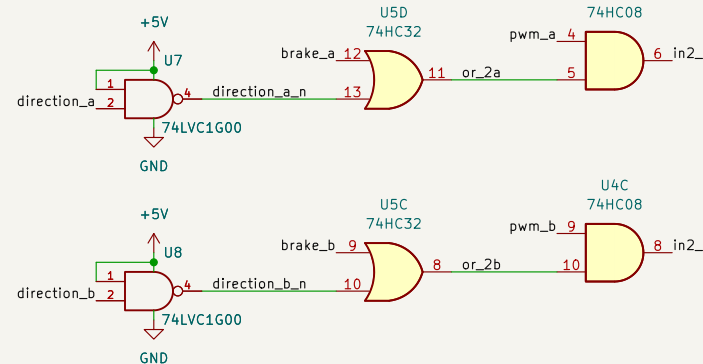 U5D
74HC32
74HC08
+5V
U7
brake_a 12
pwm_a 4
6 in2_
11 or_2a 5
1
direction_a 2
4 direction_a_n 13
74LVC1G00
GND
U5C
74HC32
U4C
74HC08
+5V
U8
brake_b 9
pwm_b 9
8 in2_
8 or_2b 10
1
direction_b 2
4 direction_b_n 10
74LVC1G00
GND